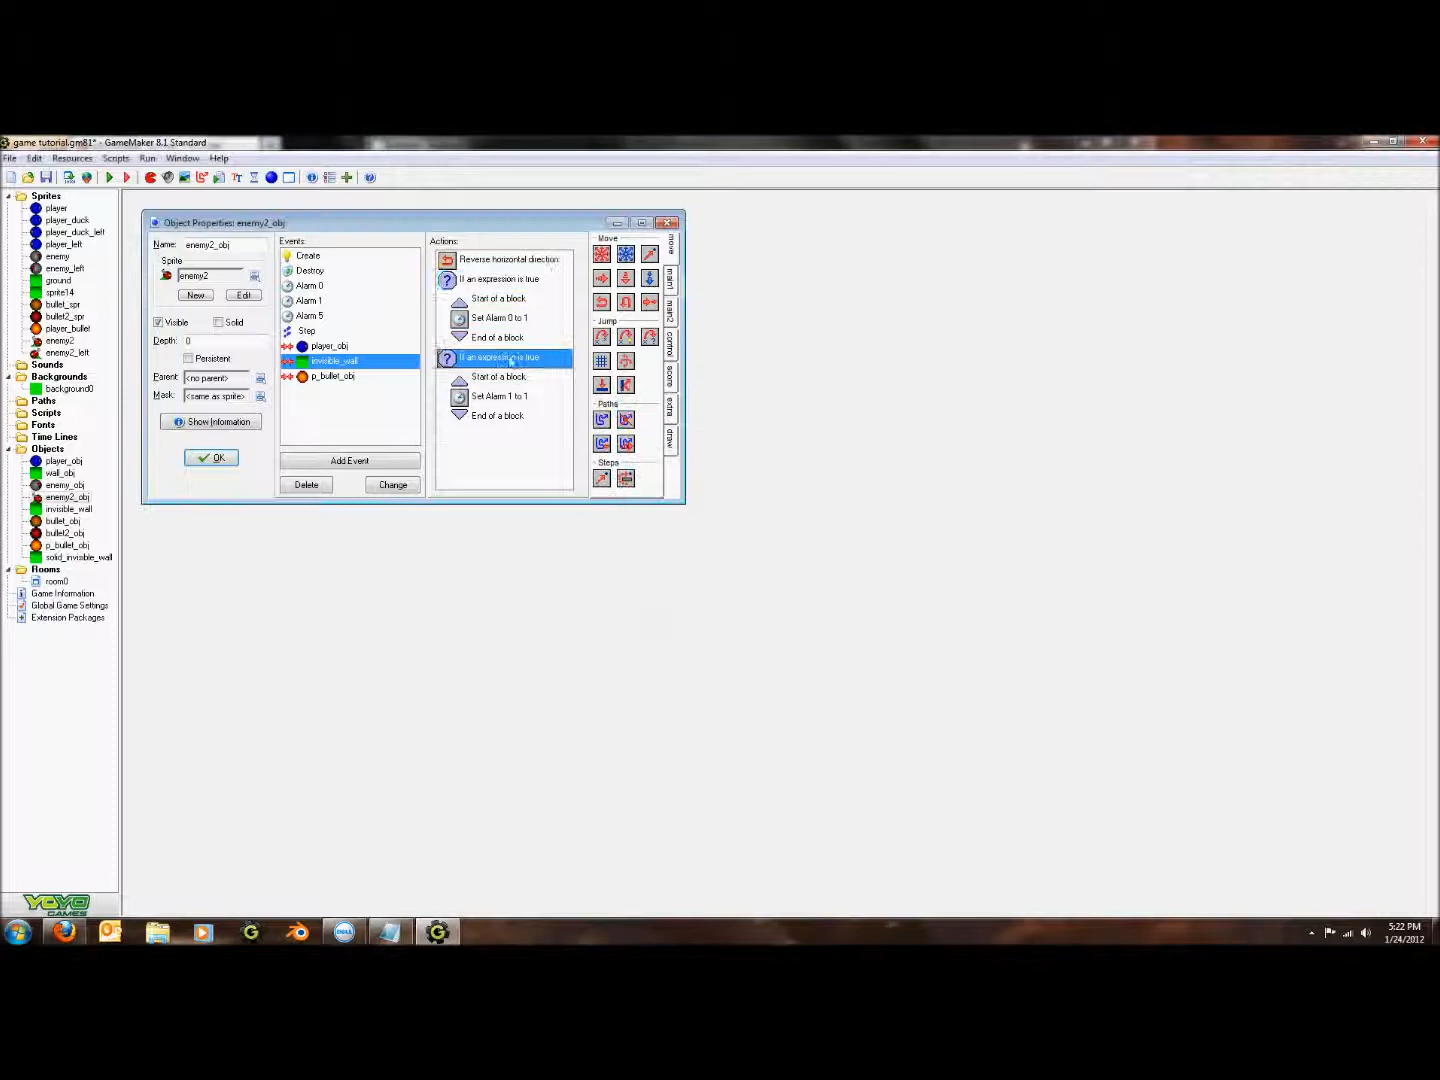 game tutorial.gm81* - GameMaker 8.1 Standard
File Edit Resources Scripts Run Window Help
Sprites
player
player_duck
player_duck_left
player_left
enemy
enemy_left
ground
sprite14
bullet_spr
bullet2_spr
player_bullet
enemy2
enemy2_left
Sounds
Backgrounds
background0
Paths
Scripts
Fonts
Time Lines
Objects
player_obj
wall_obj
enemy_obj
enemy2_obj
invisible_wall
bullet_obj
bullet2_obj
p_bullet_obj
solid_invisible_wall
Rooms
room0
Game Information
Global Game Settings
Extension Packages
YOYO
GAMES
Object Properties: enemy2_obj
Name: enemy2_obj
Sprite
enemy2
New Edit
Visible Solid
Depth: 0
Persistent
Parent: <no parent>
Mask: <same as sprite>
Show Information
OK
Events:
Create
Destroy
Alarm 0
Alarm 1
Alarm 5
Step
player_obj
invisible_wall
p_bullet_obj
Add Event
Delete Change
Actions:
Reverse horizontal direction
If an expression is true
Start of a block
Set Alarm 0 to 1
End of a block
If an expression is true
Start of a block
Set Alarm 1 to 1
End of a block
Move
Jump
Paths
Steps
move
main1
main2
control
score
extra
draw
5:22 PM
1/24/2012